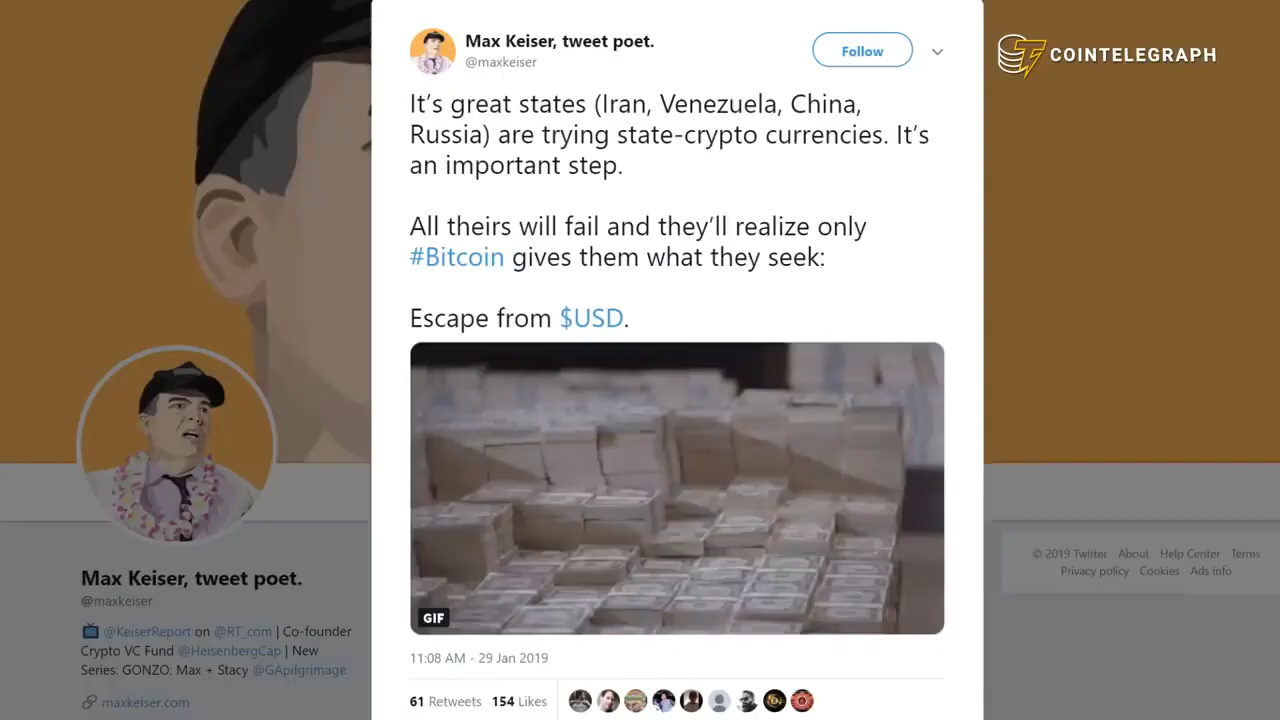 Max Keiser, tweet poet.
@maxkeiser
Follow
It’s great states (Iran, Venezuela, China,
Russia) are trying state-crypto currencies. It’s
an important step.
All theirs will fail and they’ll realize only
#Bitcoin gives them what they seek:
Escape from $USD.
GIF
11:08 AM - 29 Jan 2019
61 Retweets 154 Likes
COINTELEGRAPH
Max Keiser, tweet poet.
@maxkeiser
@KeiserReport on @RT_com | Co-founder
Crypto VC Fund @HeisenbergCap | New
Series: GONZO: Max + Stacy @GApilgrimage
maxkeiser.com
© 2019 Twitter About Help Center Terms
Privacy policy Cookies Ads info